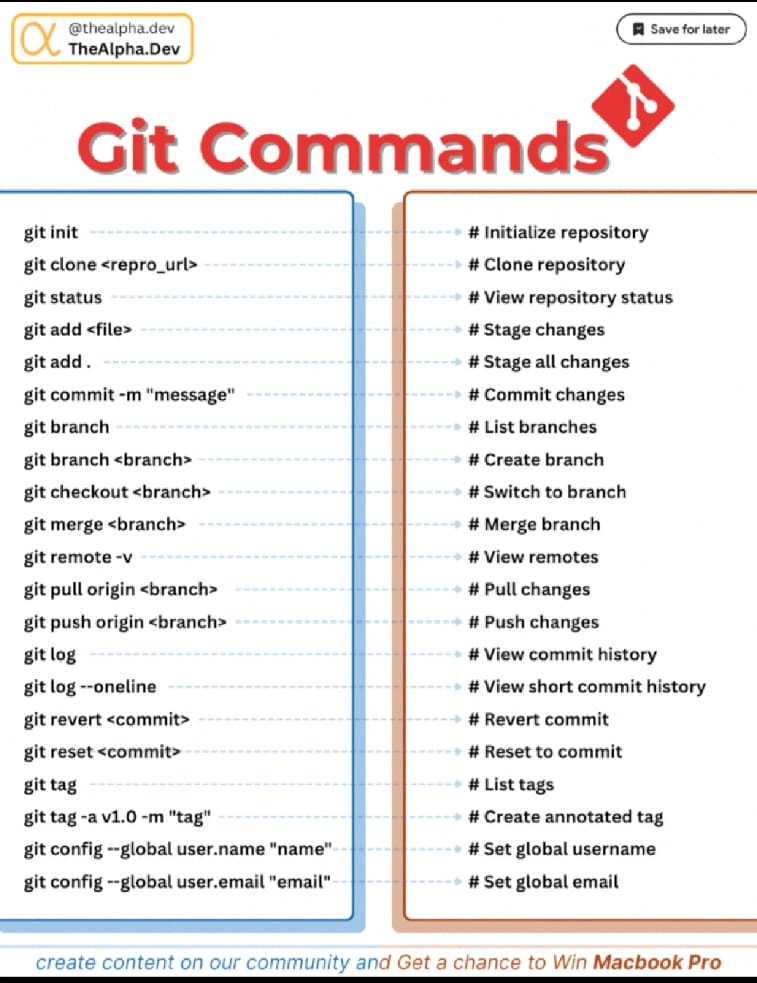 @thealpha.dev
TheAlpha.Dev
Save for later
Git Commands
git init # Initialize repository
git clone <repro_url> # Clone repository
git status # View repository status
git add <file> # Stage changes
git add . # Stage all changes
git commit -m "message" # Commit changes
git branch # List branches
git branch <branch> # Create branch
git checkout <branch> # Switch to branch
git merge <branch> # Merge branch
git remote -v # View remotes
git pull origin <branch> # Pull changes
git push origin <branch> # Push changes
git log # View commit history
git log --oneline # View short commit history
git revert <commit> # Revert commit
git reset <commit> # Reset to commit
git tag # List tags
git tag -a v1.0 -m "tag" # Create annotated tag
git config --global user.name "name" # Set global username
git config --global user.email "email" # Set global email
create content on our community and Get a chance to Win Macbook Pro